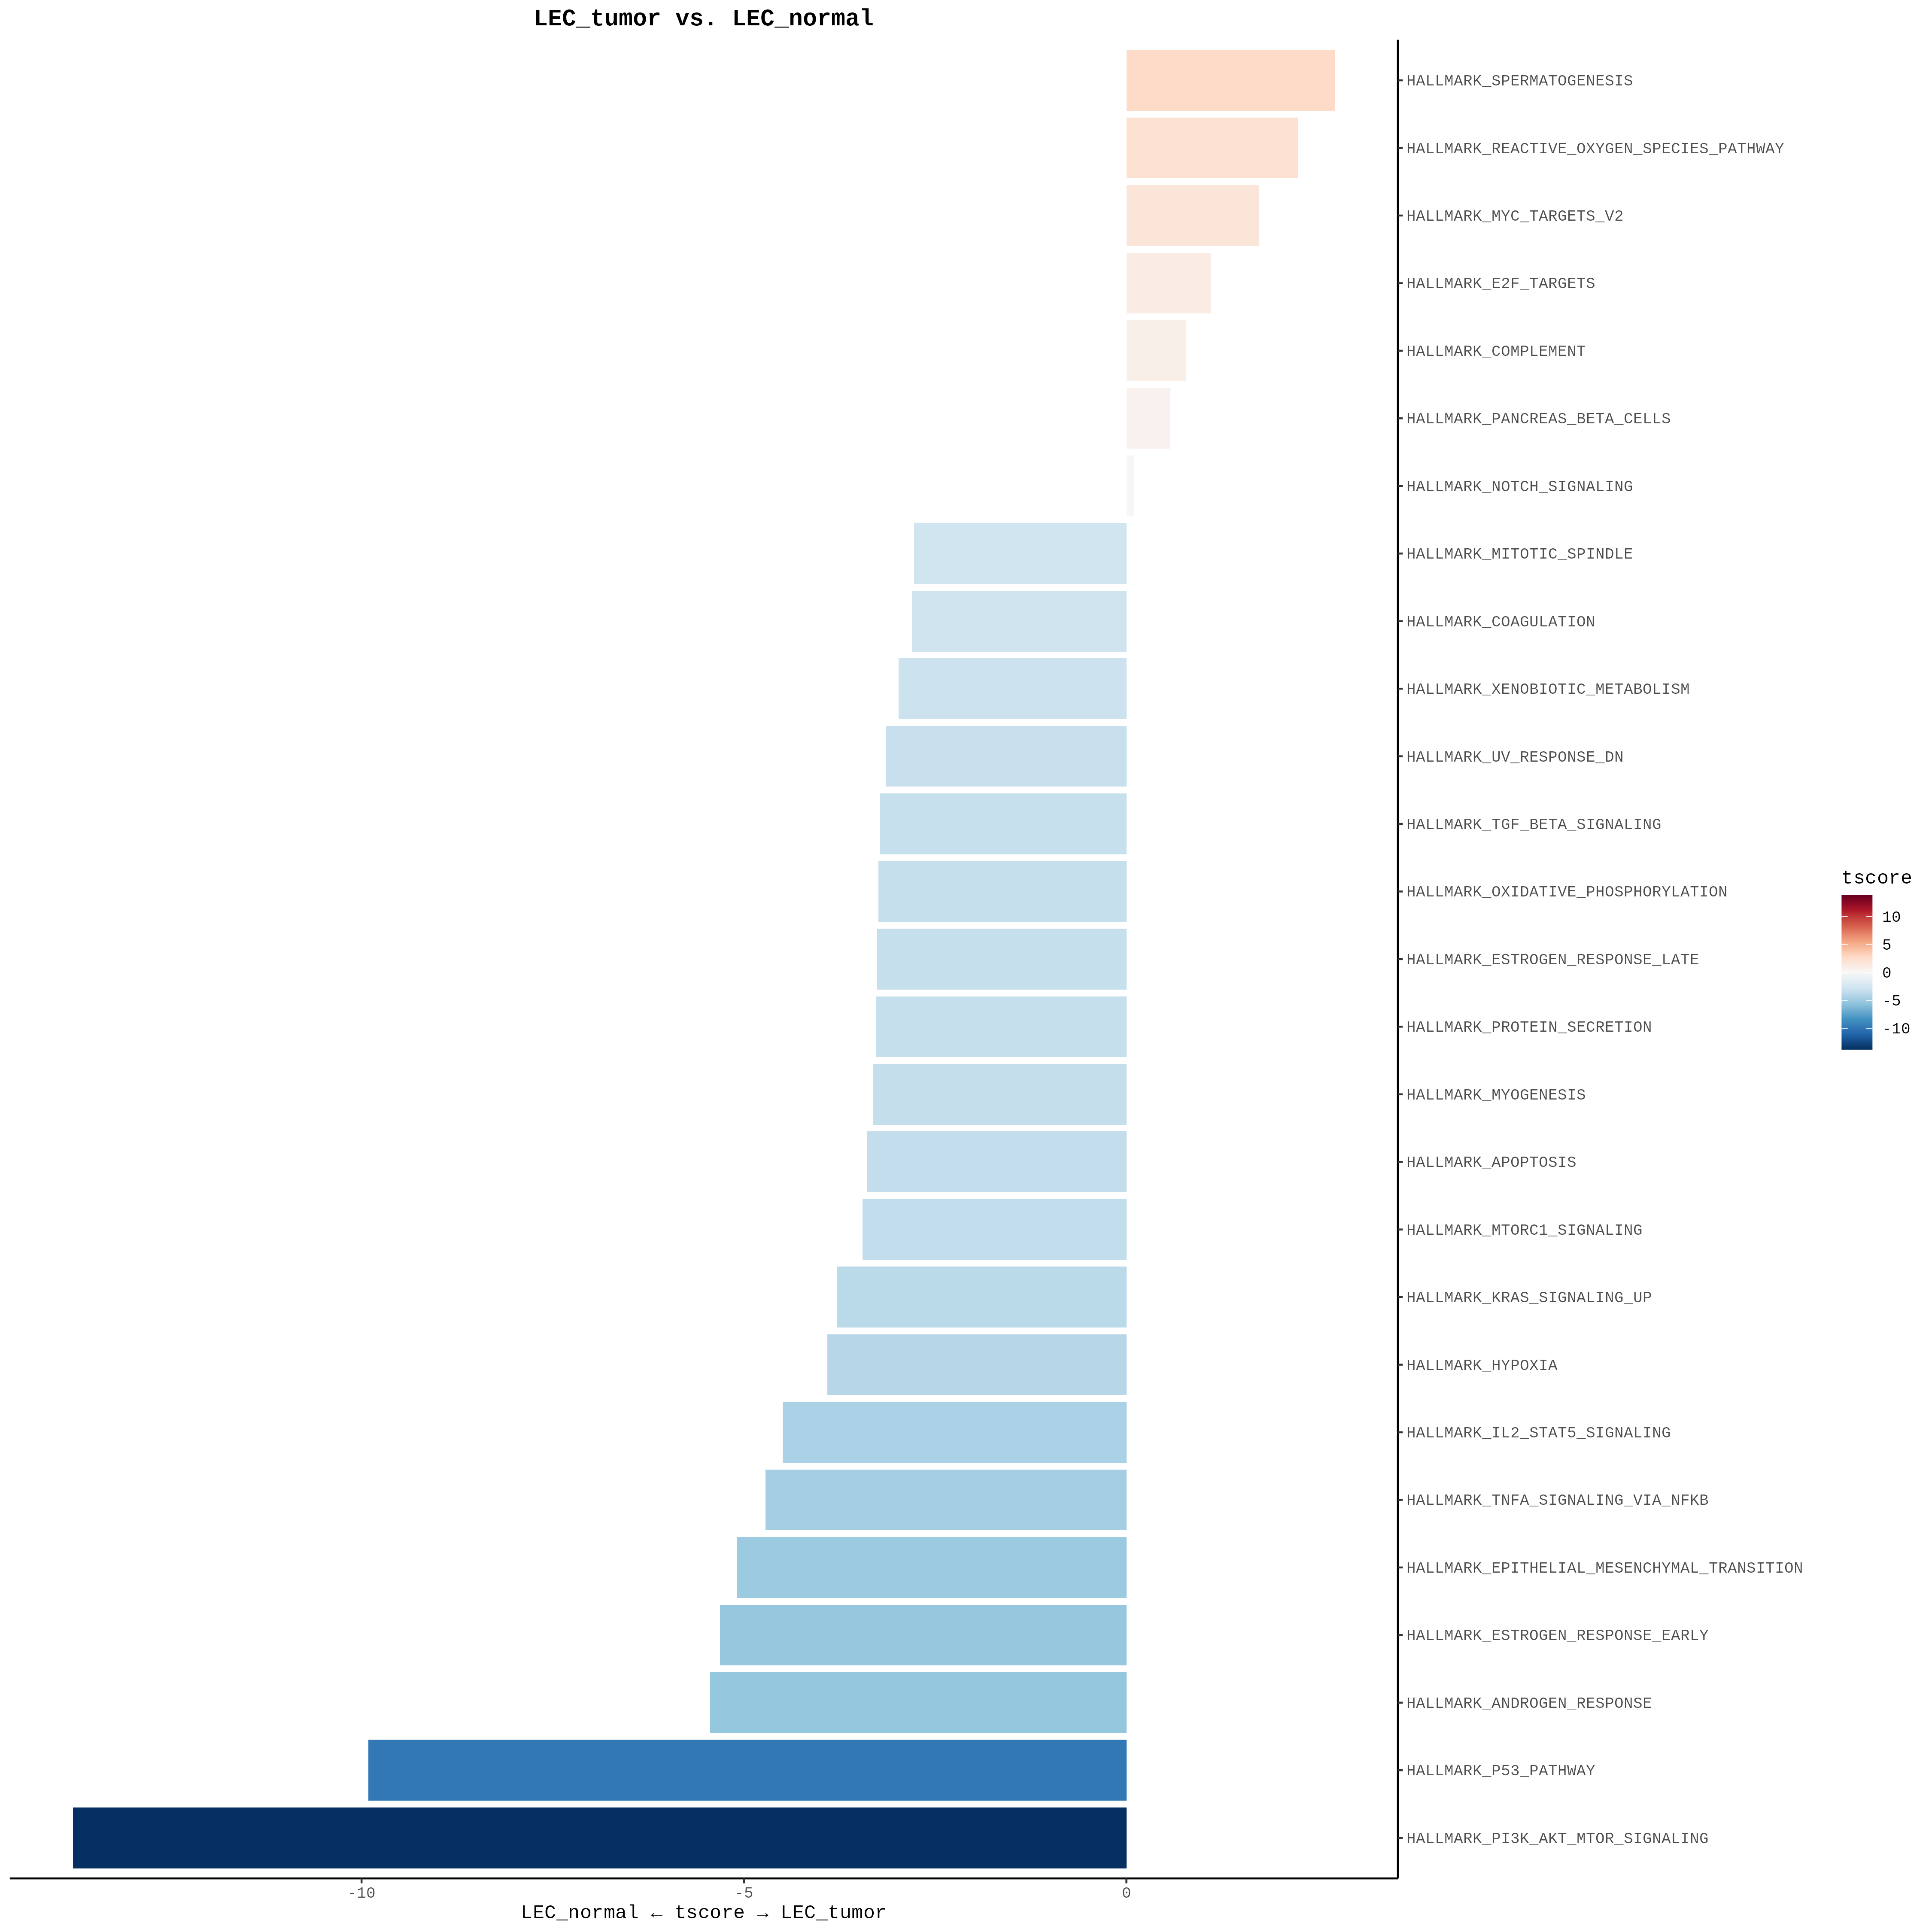 LEC_tumor vs. LEC_normal
HALLMARK_SPERMATOGENESIS
HALLMARK_REACTIVE_OXYGEN_SPECIES_PATHWAY
HALLMARK_MYC_TARGETS_V2
HALLMARK_E2F_TARGETS
HALLMARK_COMPLEMENT
HALLMARK_PANCREAS_BETA_CELLS
HALLMARK_NOTCH_SIGNALING
HALLMARK_MITOTIC_SPINDLE
HALLMARK_COAGULATION
HALLMARK_XENOBIOTIC_METABOLISM
HALLMARK_UV_RESPONSE_DN
HALLMARK_TGF_BETA_SIGNALING
HALLMARK_OXIDATIVE_PHOSPHORYLATION
HALLMARK_ESTROGEN_RESPONSE_LATE
HALLMARK_PROTEIN_SECRETION
HALLMARK_MYOGENESIS
HALLMARK_APOPTOSIS
HALLMARK_MTORC1_SIGNALING
HALLMARK_KRAS_SIGNALING_UP
HALLMARK_HYPOXIA
HALLMARK_IL2_STAT5_SIGNALING
HALLMARK_TNFA_SIGNALING_VIA_NFKB
HALLMARK_EPITHELIAL_MESENCHYMAL_TRANSITION
HALLMARK_ESTROGEN_RESPONSE_EARLY
HALLMARK_ANDROGEN_RESPONSE
HALLMARK_P53_PATHWAY
HALLMARK_PI3K_AKT_MTOR_SIGNALING
tscore
10
5
0
-5
-10
-10 -5 0
LEC_normal ← tscore → LEC_tumor